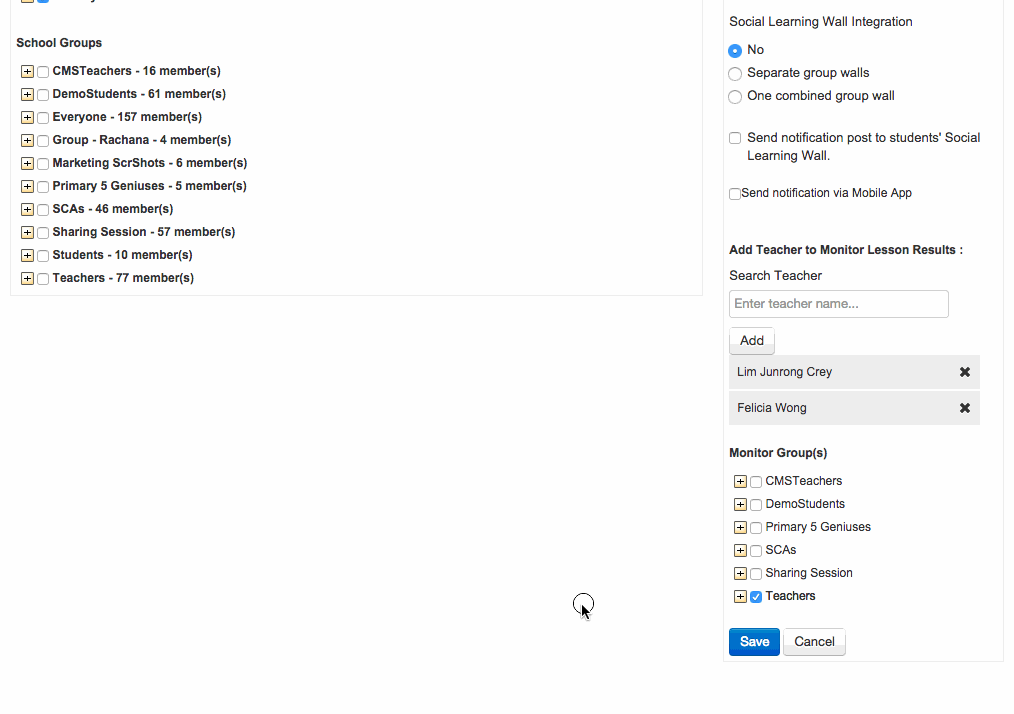 School Groups
CMSTeachers - 16 member(s)
DemoStudents - 61 member(s)
Everyone - 157 member(s)
Group - Rachana - 4 member(s)
Marketing ScrShots - 6 member(s)
Primary 5 Geniuses - 5 member(s)
SCAs - 46 member(s)
Sharing Session - 57 member(s)
Students - 10 member(s)
Teachers - 77 member(s)
Social Learning Wall Integration
No
Separate group walls
One combined group wall
Send notification post to students' Social
Learning Wall.
Send notification via Mobile App
Add Teacher to Monitor Lesson Results :
Search Teacher
Enter teacher name...
Add
Lim Junrong Crey
Felicia Wong
Monitor Group(s)
CMSTeachers
DemoStudents
Primary 5 Geniuses
SCAs
Sharing Session
Teachers
Save Cancel